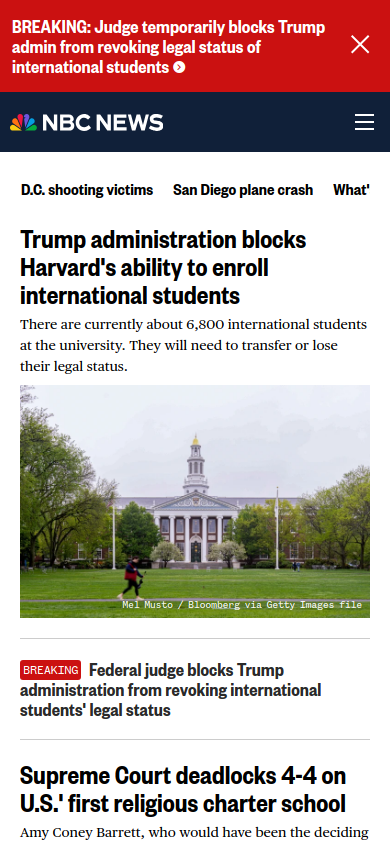 BREAKING: Judge temporarily blocks Trump
admin from revoking legal status of
international students
NBC NEWS
D.C. shooting victims San Diego plane crash What'
Trump administration blocks
Harvard's ability to enroll
international students
There are currently about 6,800 international students
at the university. They will need to transfer or lose
their legal status.
Mel Musto / Bloomberg via Getty Images file
BREAKING Federal judge blocks Trump
administration from revoking international
students' legal status
Supreme Court deadlocks 4-4 on
U.S.' first religious charter school
Amy Coney Barrett, who would have been the deciding